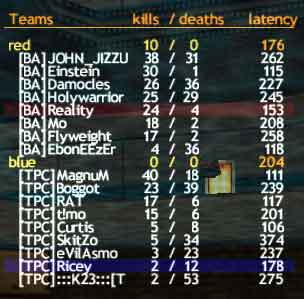 Teams kills / deaths latency
red 10 / 0 176
[BA]JOHN_JIZZU 38 / 31 262
[BA]Einstein 30 / 1 115
[BA]Damocles 26 / 36 227
[BA]Holywarrior 25 / 29 245
[BA]Reality 24 / 4 153
[BA]Mo 18 / 2 208
[BA]Flyweight 17 / 2 258
[BA]EbonEEzEr 4 / 36 118
blue 0 / 0 204
[TPC]MagnuM 40 / 18 111
[TPC]Boggot 23 / 39 239
[TPC]RAT 17 / 6 117
[TPC]t!mo 15 / 6 201
[TPC]Curtis 5 / 8 106
[TPC]SkitZo 5 / 34 374
[TPC]eVilAsmo 3 / 23 237
[TPC]Ricey 2 / 12 178
[TPC]:::K23:::[T 2 / 53 275